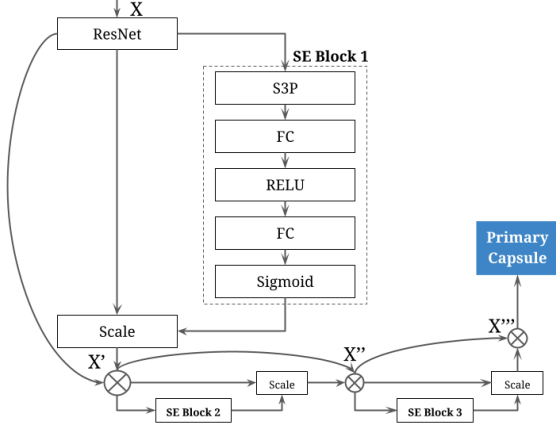 X
ResNet
SE Block 1
S3P
FC
RELU
FC
Sigmoid
Scale
X'
X''
X'''
Primary
Capsule
Scale
Scale
SE Block 2
SE Block 3